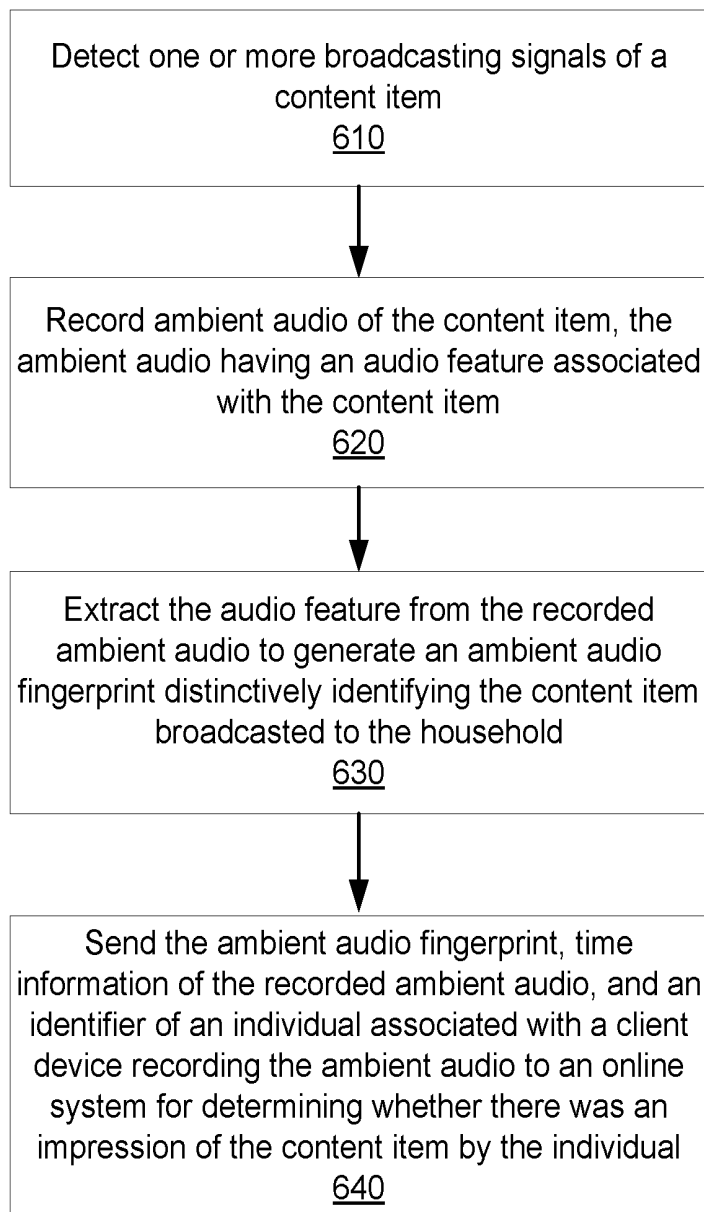 Detect one or more broadcasting signals of a
content item
610
Record ambient audio of the content item, the
ambient audio having an audio feature associated
with the content item
620
Extract the audio feature from the recorded
ambient audio to generate an ambient audio
fingerprint distinctively identifying the content item
broadcasted to the household
630
Send the ambient audio fingerprint, time
information of the recorded ambient audio, and an
identifier of an individual associated with a client
device recording the ambient audio to an online
system for determining whether there was an
impression of the content item by the individual
640